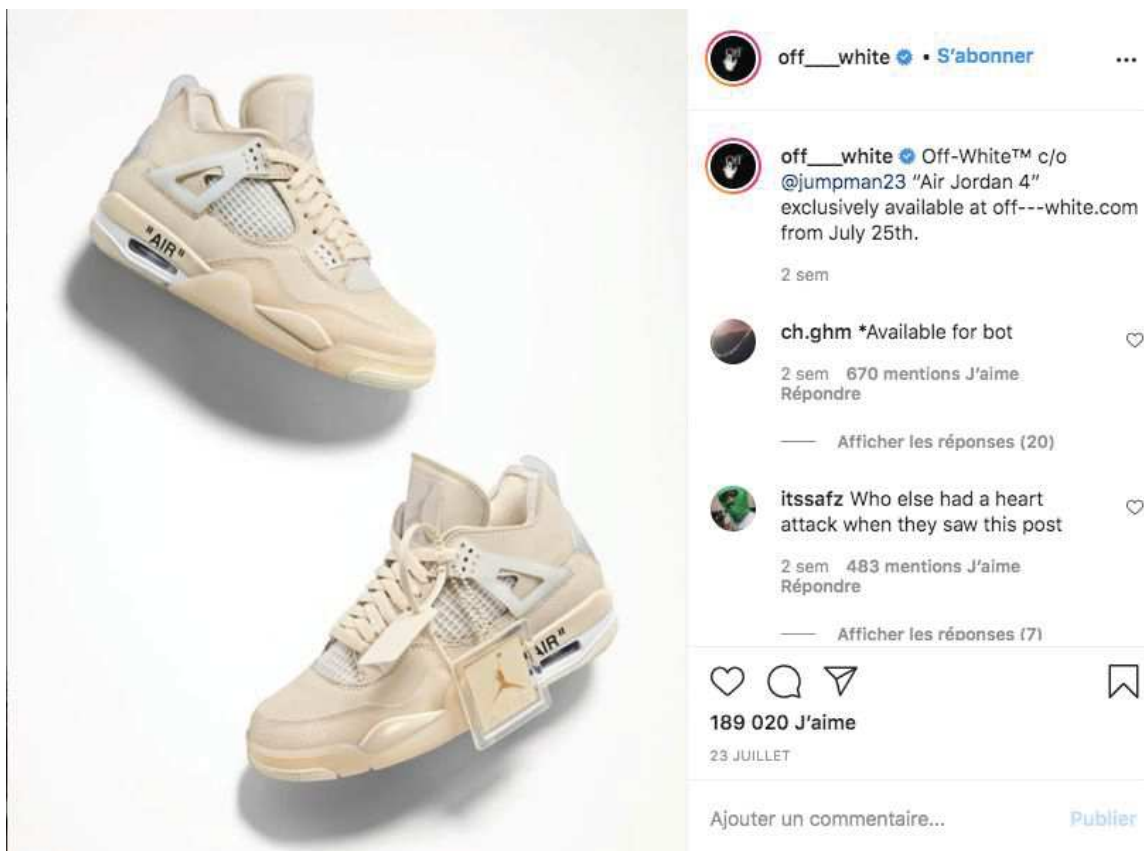 "AIR"
"AIR"
off___white • S'abonner
off___white Off-White™ c/o
@jumpman23 “Air Jordan 4”
exclusively available at off---white.com
from July 25th.
2 sem
ch.ghm *Available for bot
2 sem 670 mentions J'aime
Répondre
Afficher les réponses (20)
itssafz Who else had a heart
attack when they saw this post
2 sem 483 mentions J'aime
Répondre
Afficher les réponses (7)
189 020 J'aime
23 JUILLET
Ajouter un commentaire... Publier